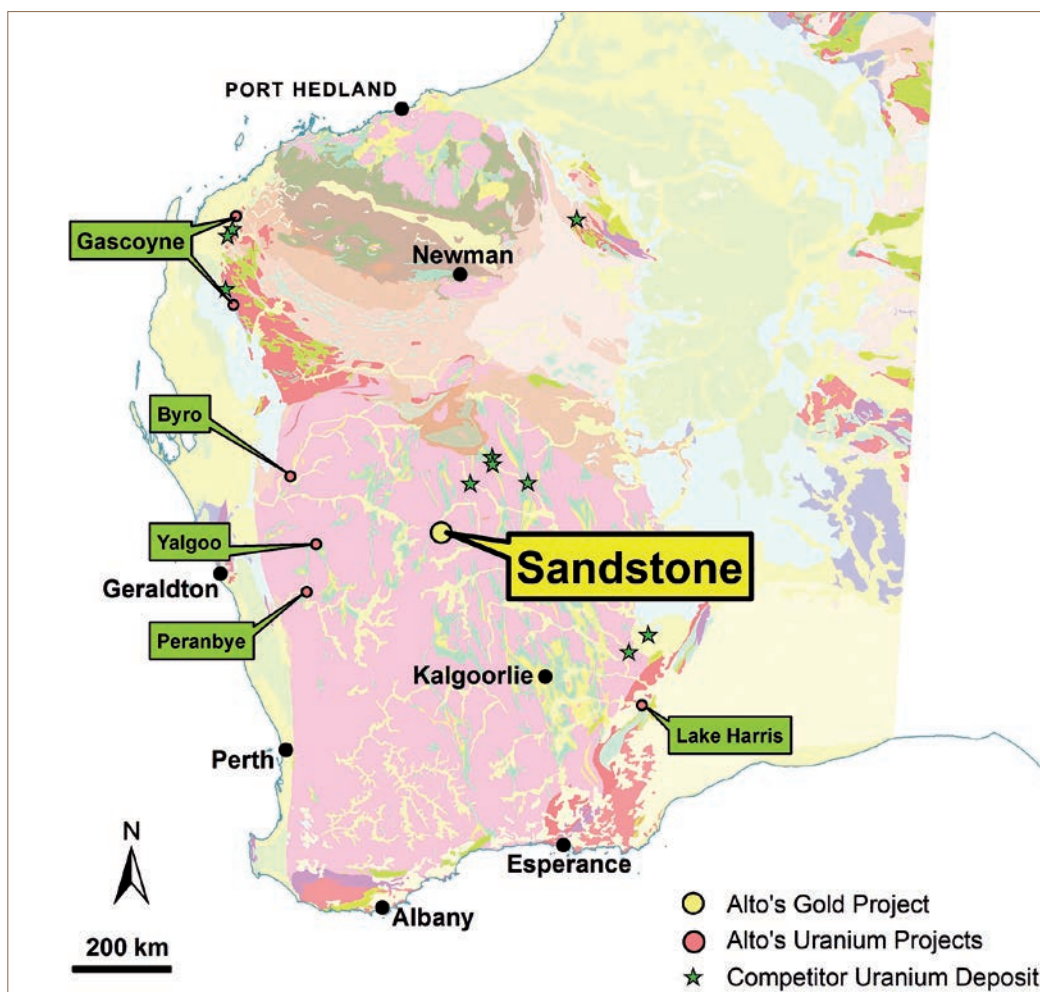 PORT HEDLAND
Gascoyne
Newman
Byro
Sandstone
Yalgoo
Geraldton
Peranbye
Kalgoorlie
Lake Harris
Perth
N
Esperance
Albany
200 km
Alto's Gold Project
Alto's Uranium Projects
Competitor Uranium Deposit